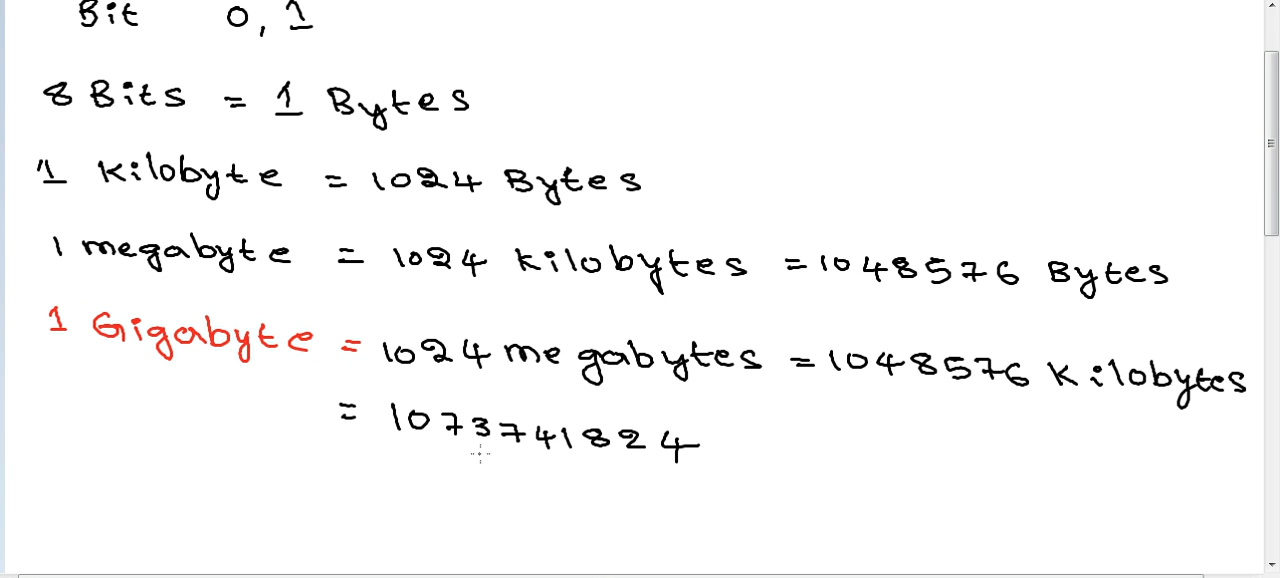 Bit 0, 1
8 Bits = 1 Bytes
1 Kilobyte = 1024 Bytes
1 megabyte = 1024 kilobytes = 1048576 Bytes
1 Gigabyte = 1024 megabytes = 1048576 Kilobytes
= 1073741824